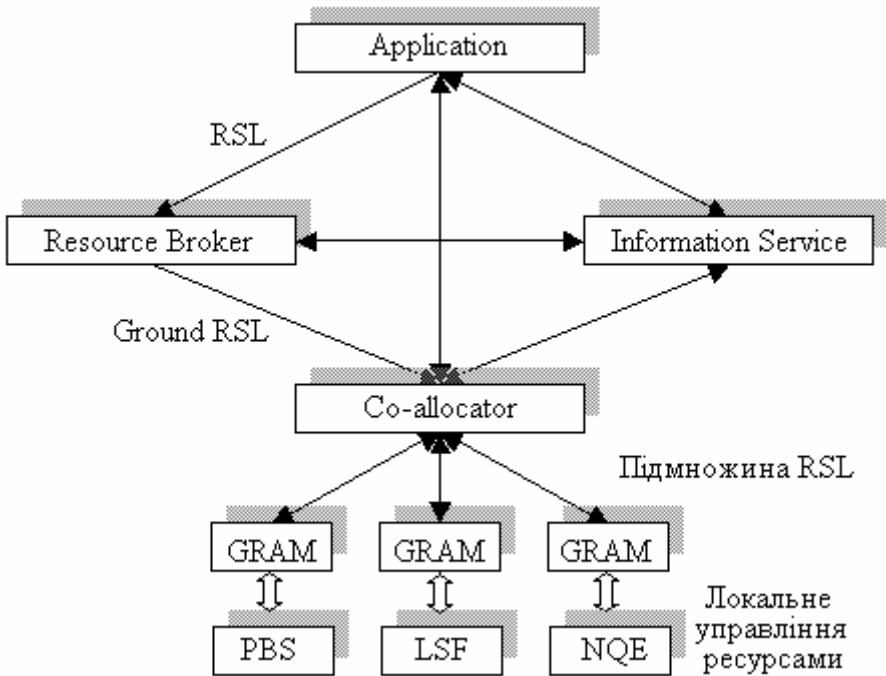 Application
RSL
Resource Broker
Information Service
Ground RSL
Co-allocator
Підмножина RSL
GRAM
GRAM
GRAM
PBS
LSF
NQE
Локальне
управління
ресурсами